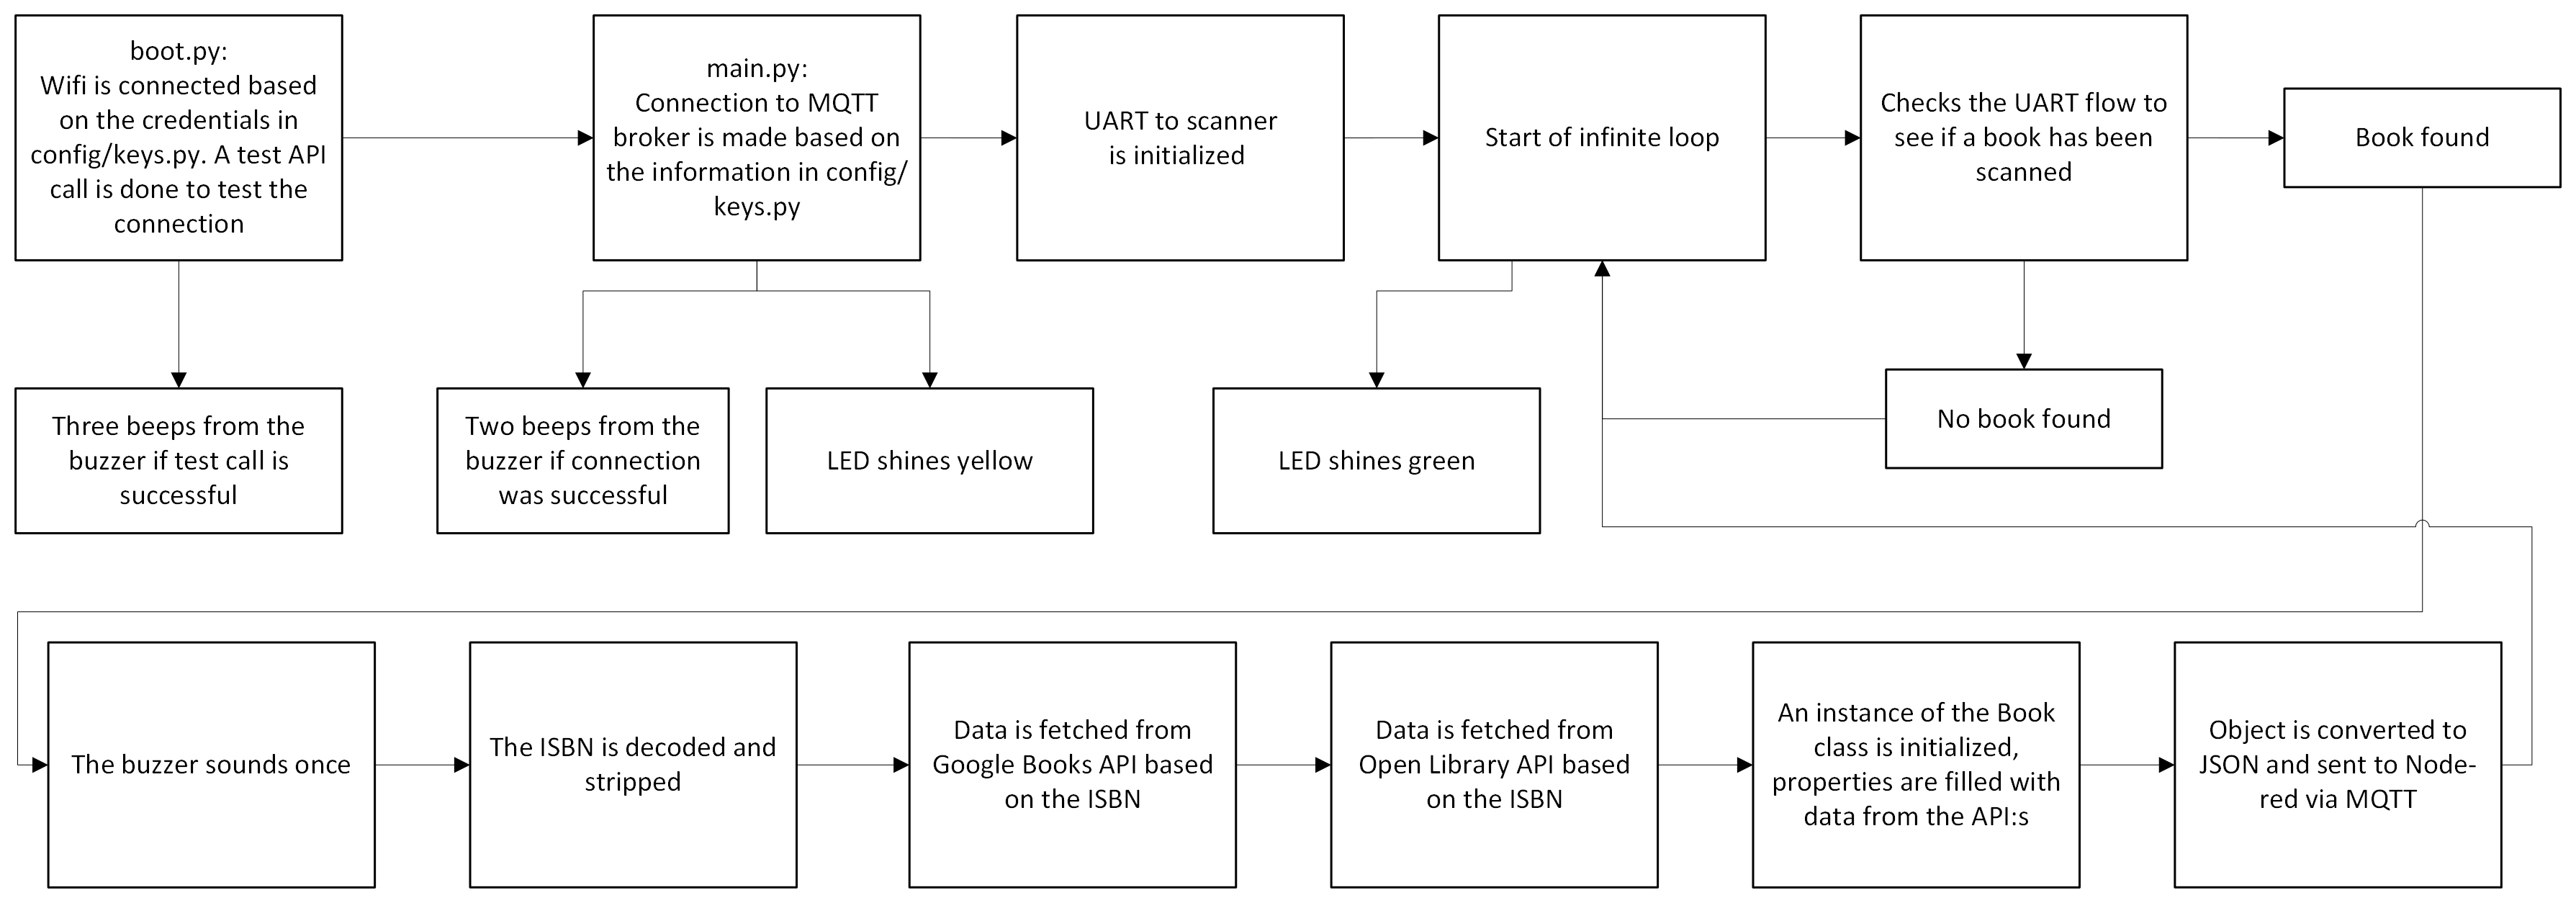 boot.py:
Wifi is connected based
on the credentials in
config/keys.py. A test API
call is done to test the
connection
main.py:
Connection to MQTT
broker is made based on
the information in config/
keys.py
UART to scanner
is initialized
Start of infinite loop
Checks the UART flow to
see if a book has been
scanned
Book found
Three beeps from the
buzzer if test call is
successful
Two beeps from the
buzzer if connection
was successful
LED shines yellow
LED shines green
No book found
The buzzer sounds once
The ISBN is decoded and
stripped
Data is fetched from
Google Books API based
on the ISBN
Data is fetched from
Open Library API based
on the ISBN
An instance of the Book
class is initialized,
properties are filled with
data from the API:s
Object is converted to
JSON and sent to Node-
red via MQTT